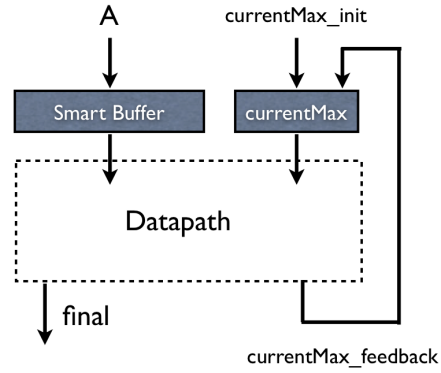 A
currentMax_init
Smart Buffer
currentMax
Datapath
final
currentMax_feedback